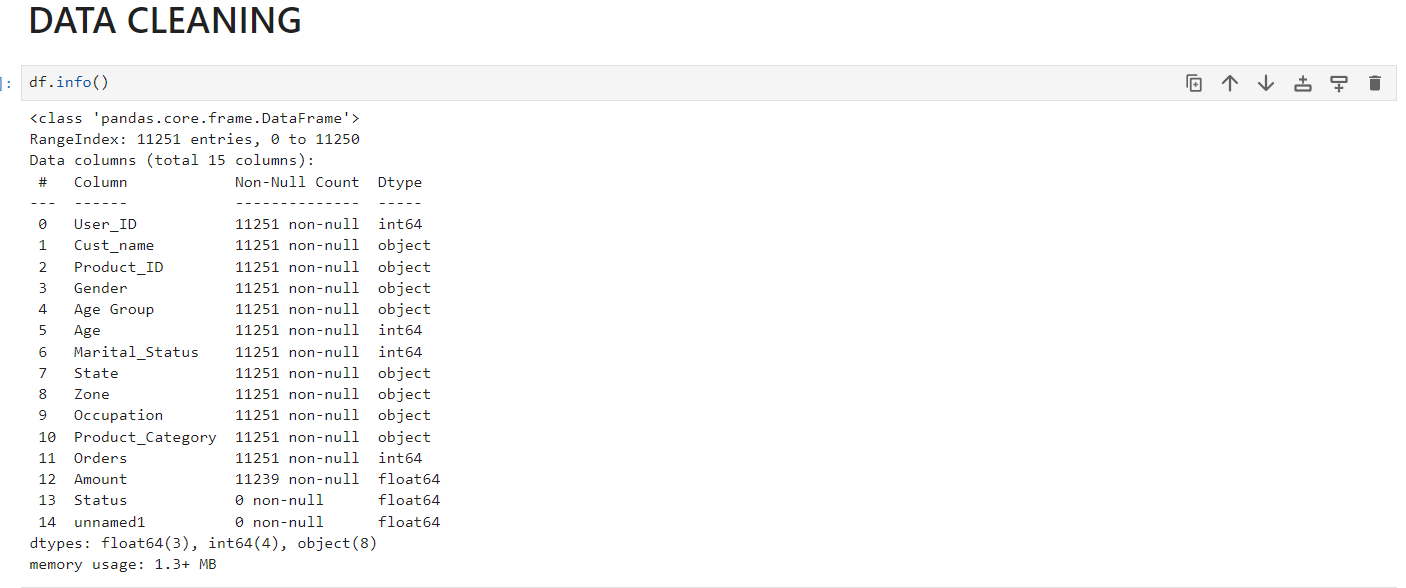 DATA CLEANING
]: df.info()
<class 'pandas.core.frame.DataFrame'>
RangeIndex: 11251 entries, 0 to 11250
Data columns (total 15 columns):
 #   Column            Non-Null Count  Dtype
---  ------            --------------  -----
 0   User_ID           11251 non-null  int64
 1   Cust_name         11251 non-null  object
 2   Product_ID        11251 non-null  object
 3   Gender            11251 non-null  object
 4   Age Group         11251 non-null  object
 5   Age               11251 non-null  int64
 6   Marital_Status    11251 non-null  int64
 7   State             11251 non-null  object
 8   Zone              11251 non-null  object
 9   Occupation        11251 non-null  object
 10  Product_Category  11251 non-null  object
 11  Orders            11251 non-null  int64
 12  Amount            11239 non-null  float64
 13  Status            0 non-null      float64
 14  unnamed1          0 non-null      float64
dtypes: float64(3), int64(4), object(8)
memory usage: 1.3+ MB